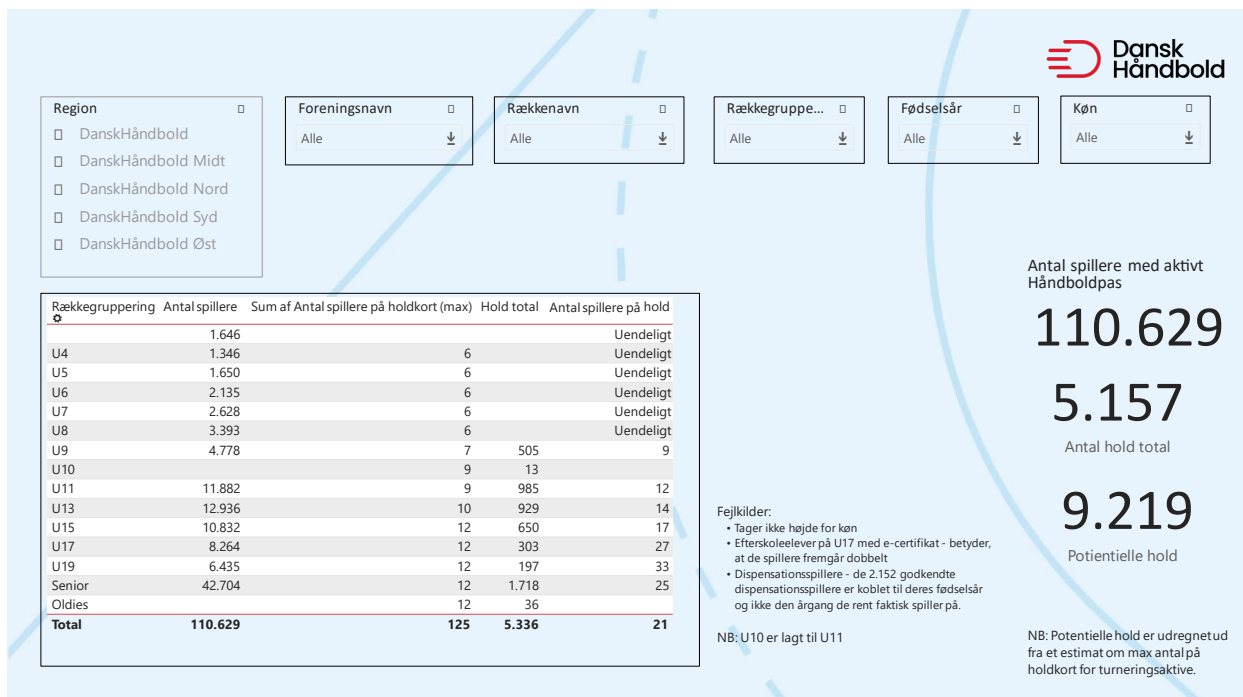 Dansk
Håndbold
Region
DanskHåndbold
DanskHåndbold Midt
DanskHåndbold Nord
DanskHåndbold Syd
DanskHåndbold Øst
Foreningsnavn
Alle
Rækkenavn
Alle
Rækkegruppe...
Alle
Fødselsår
Alle
Køn
Alle
Rækkegruppering Antal spillere Sum af Antal spillere på holdkort (max) Hold total Antal spillere på hold
1.646 Uendeligt
U4 1.346 6 Uendeligt
U5 1.650 6 Uendeligt
U6 2.135 6 Uendeligt
U7 2.628 6 Uendeligt
U8 3.393 6 Uendeligt
U9 4.778 7 505 9
U10 9 13
U11 11.882 9 985 12
U13 12.936 10 929 14
U15 10.832 12 650 17
U17 8.264 12 303 27
U19 6.435 12 197 33
Senior 42.704 12 1.718 25
Oldies 12 36
Total 110.629 125 5.336 21
Fejlkilder:
• Tager ikke højde for køn
• Efterskoleelever på U17 med e-certifikat - betyder,
at de spillere fremgår dobbelt
• Dispensationsspillere - de 2.152 godkendte
dispensationsspillere er koblet til deres fødselsår
og ikke den årgang de rent faktisk spiller på.
NB: U10 er lagt til U11
Antal spillere med aktivt
Håndboldpas
110.629
5.157
Antal hold total
9.219
Potientielle hold
NB: Potentielle hold er udregnet ud
fra et estimat om max antal på
holdkort for turneringsaktive.